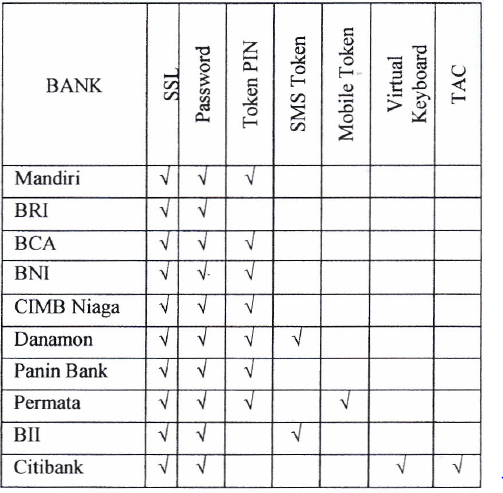 BANK SSL Password Token PIN SMS Token Mobile Token Virtual Keyboard TAC
Mandiri √ √ √
BRI √ √
BCA √ √ √
BNI √ √ √
CIMB Niaga √ √ √
Danamon √ √ √ √
Panin Bank √ √ √
Permata √ √ √ √
BII √ √ √
Citibank √ √ √ √